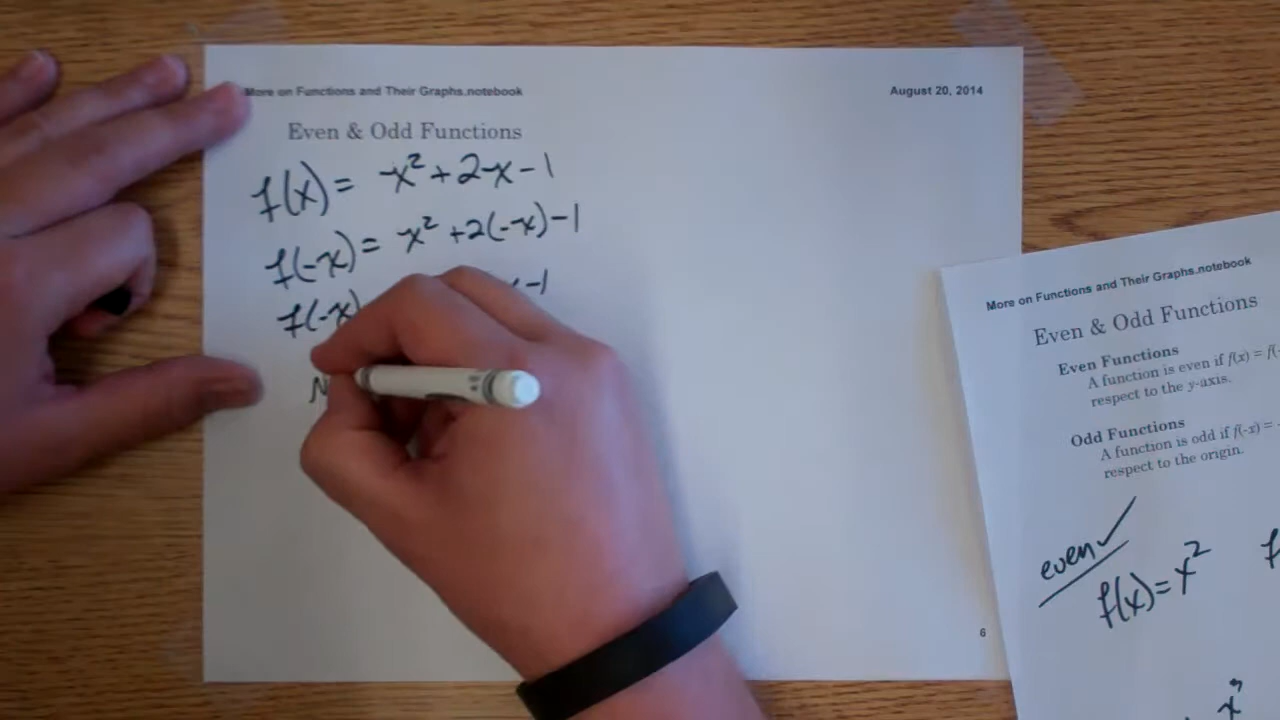 More on Functions and Their Graphs.notebook
August 20, 2014
Even & Odd Functions
f(x) = x² + 2x - 1
f(-x) = x² + 2(-x) - 1
f(-x) -1
6
More on Functions and Their Graphs.notebook
Even & Odd Functions
Even Functions
A function is even if f(x) = f(-
respect to the y-axis.
Odd Functions
A function is odd if f(-x) =
respect to the origin.
even✓
f(x) = x²
f
x³